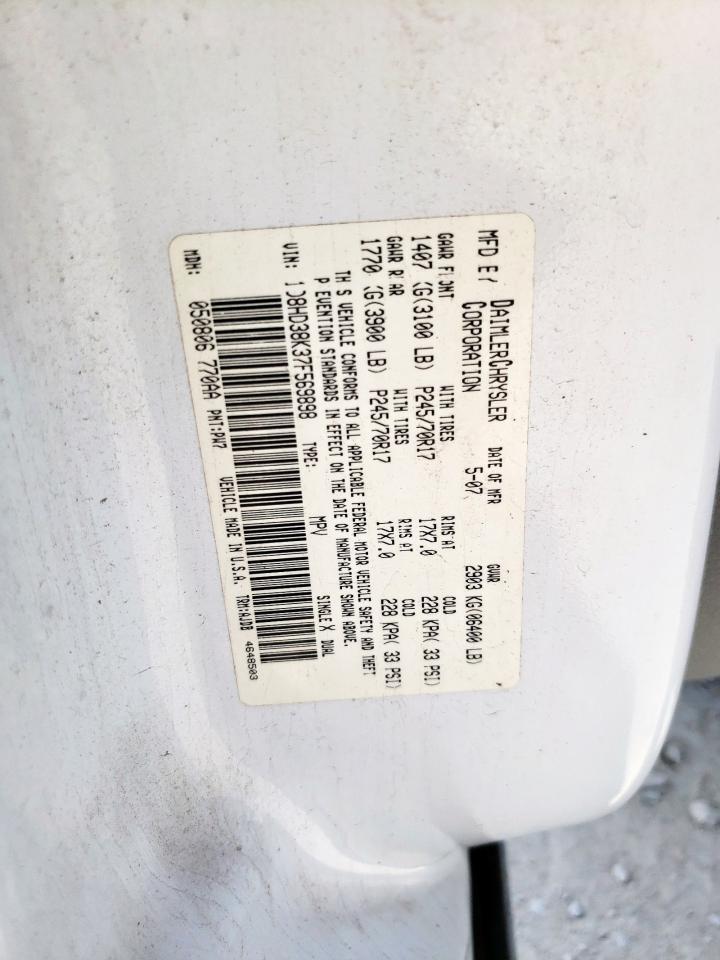 MFD BY DAIMLERCHRYSLER CORPORATION DATE OF MFR 5-07 GVWR 2903 KG(06400 LB)
GAWR FRONT WITH TIRES RIMS AT COLD
1407 KG(3100 LB) P245/70R17 17X7.0 228 KPA( 33 PSI)
GAWR REAR WITH TIRES RIMS AT COLD
1770 KG(3900 LB) P245/70R17 17X7.0 228 KPA( 33 PSI)
THIS VEHICLE CONFORMS TO ALL APPLICABLE FEDERAL MOTOR VEHICLE SAFETY AND THEFT
PREVENTION STANDARDS IN EFFECT ON THE DATE OF MANUFACTURE SHOWN ABOVE.
VIN: 1D8HD38K37F569898 TYPE: MPV SINGLE X DUAL
MDH: 050806 770AA PNT:PW7 VEHICLE MADE IN U.S.A. TRM:AJDB 4648503